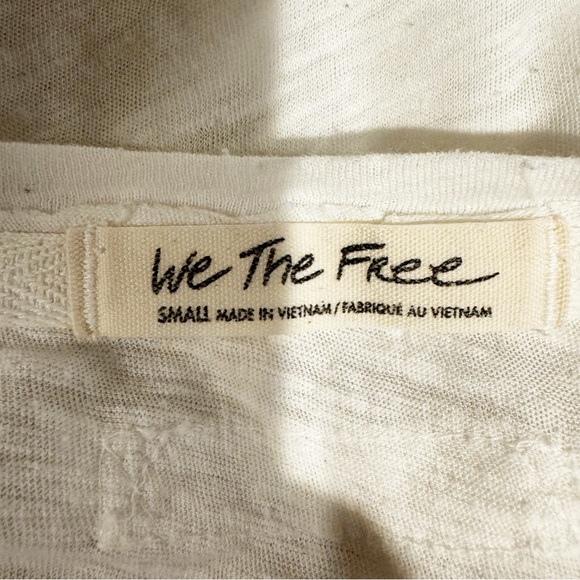 We The Free
SMALL MADE IN VIETNAM/FABRIQUE AU VIETNAM